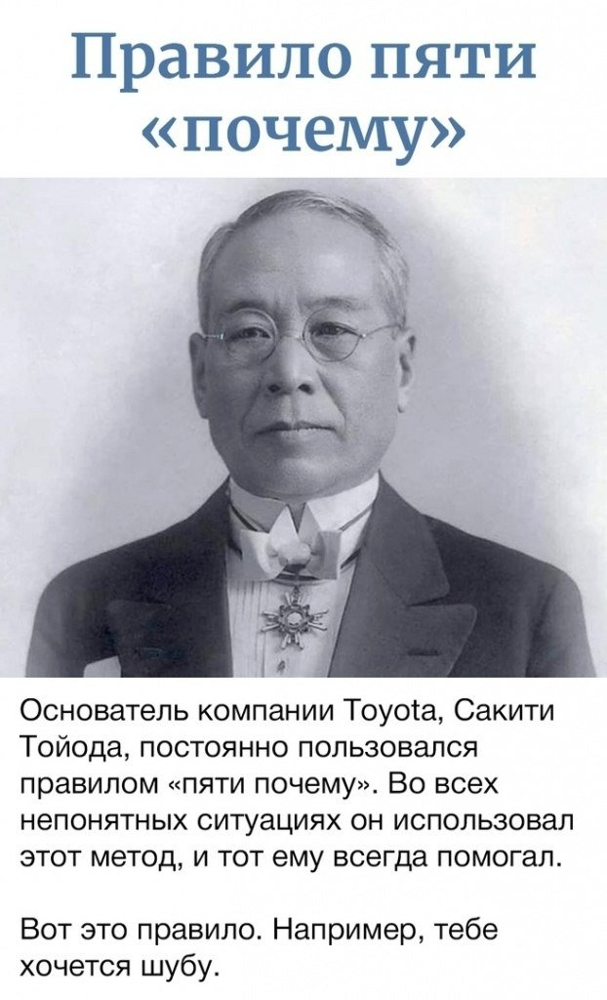 Правило пяти
«почему»
Основатель компании Toyota, Сакити
Тойода, постоянно пользовался
правилом «пяти почему». Во всех
непонятных ситуациях он использовал
этот метод, и тот ему всегда помогал.
Вот это правило. Например, тебе
хочется шубу.